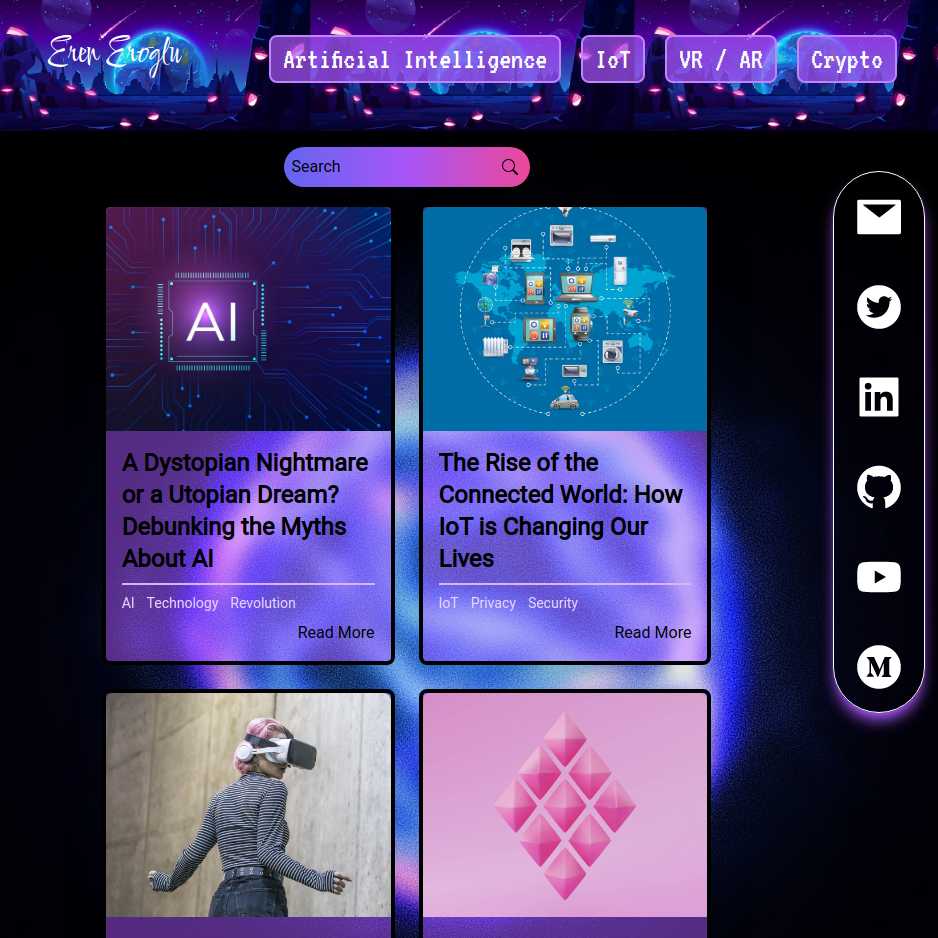 Eren Eroglu
Artificial Intelligence
IoT
VR / AR
Crypto
Search
AI
A Dystopian Nightmare
or a Utopian Dream?
Debunking the Myths
About AI
AI Technology Revolution
Read More
The Rise of the
Connected World: How
IoT is Changing Our
Lives
IoT Privacy Security
Read More
in
M